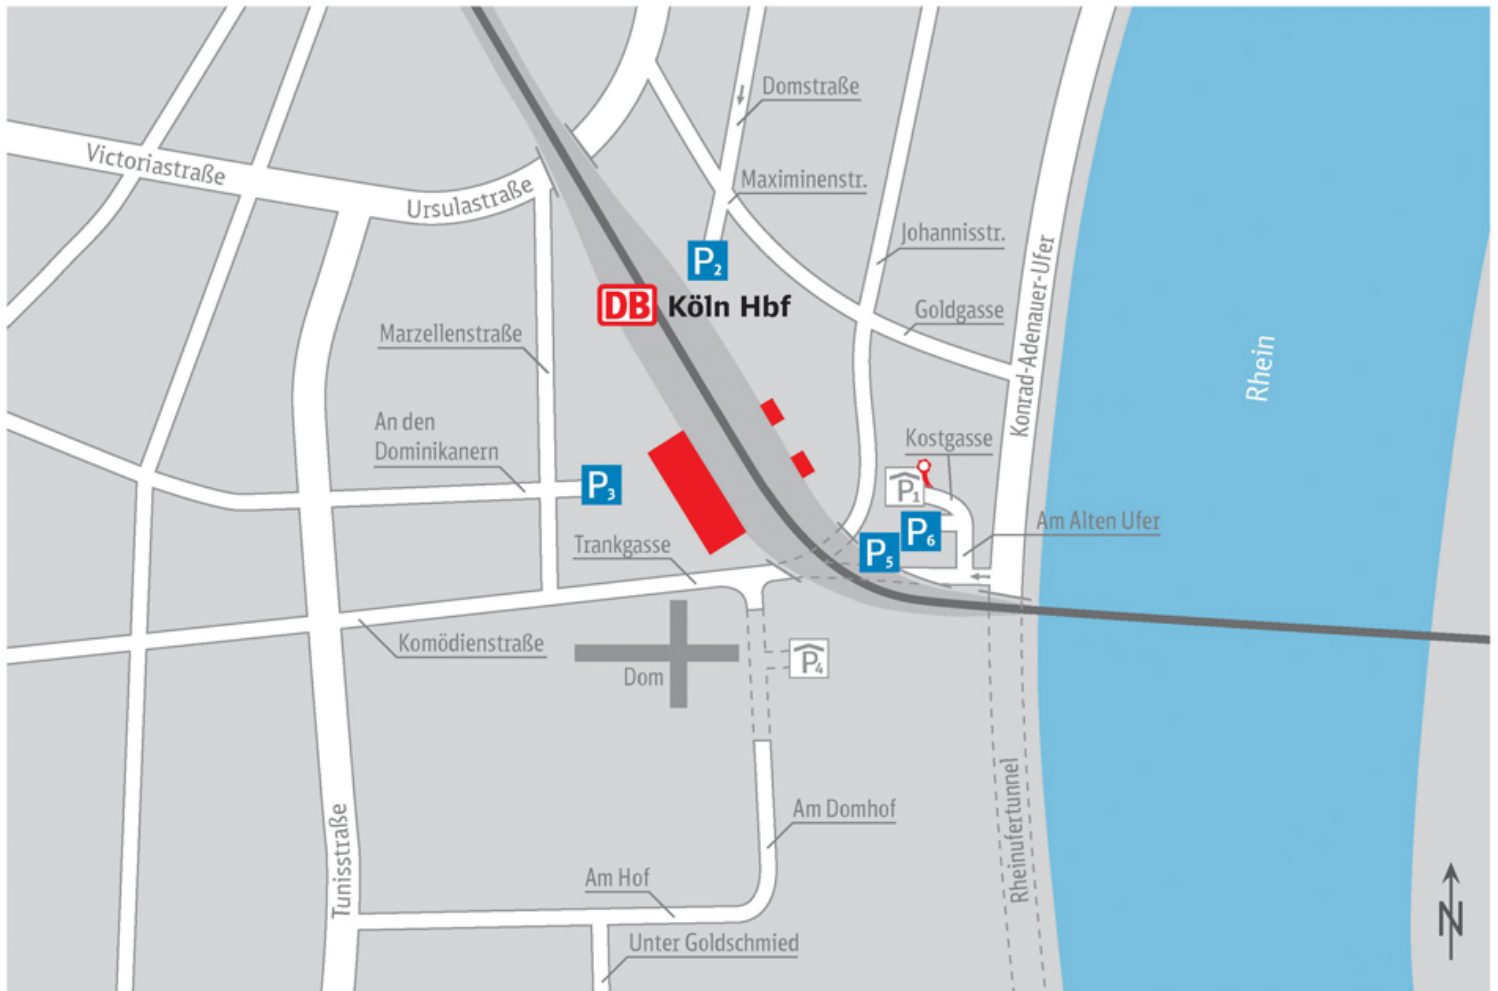 Domstraße
Victoriastraße
Ursulastraße
Maximinenstr.
Johannisstr.
P2
Konrad-Adenauer-Ufer
DB Köln Hbf
Goldgasse
Marzellenstraße
Rhein
An den
Dominikanern
Kostgasse
P3
P1
Am Alten Ufer
P6
P5
Trankgasse
Komödienstraße
P4
Dom
Rheinufertunnel
Tunisstraße
Am Domhof
Am Hof
N
Unter Goldschmied